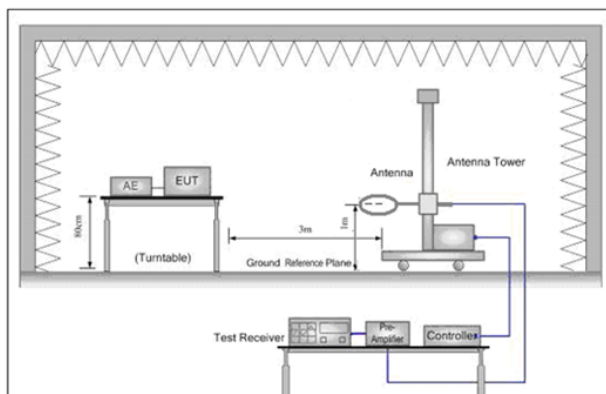 Antenna
Antenna Tower
AE
EUT
80cm
(Turntable)
3m
1m
Ground Reference Plane
Test Receiver
Pre-
Amplifier
Controller